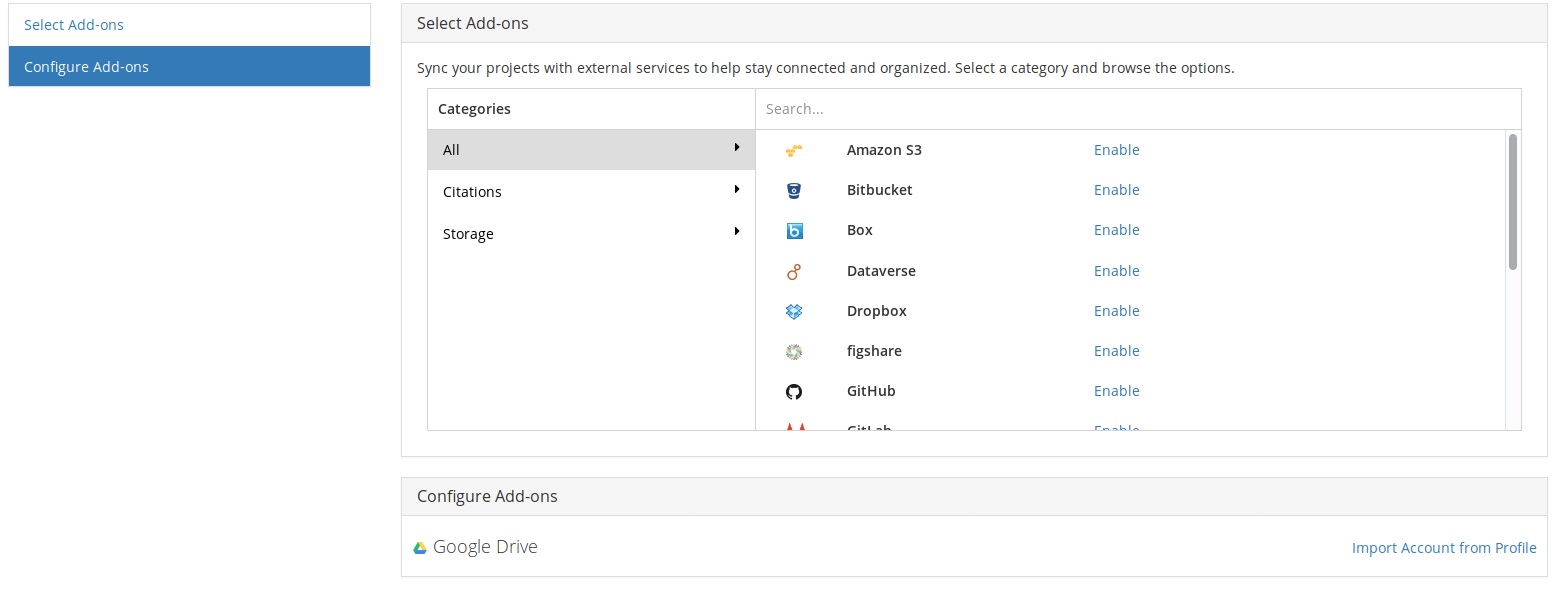 Select Add-ons
Configure Add-ons
Select Add-ons
Sync your projects with external services to help stay connected and organized. Select a category and browse the options.
Categories
Search...
All
Citations
Storage
Amazon S3 Enable
Bitbucket Enable
Box Enable
Dataverse Enable
Dropbox Enable
figshare Enable
GitHub Enable
GitLab Enable
Configure Add-ons
Google Drive
Import Account from Profile